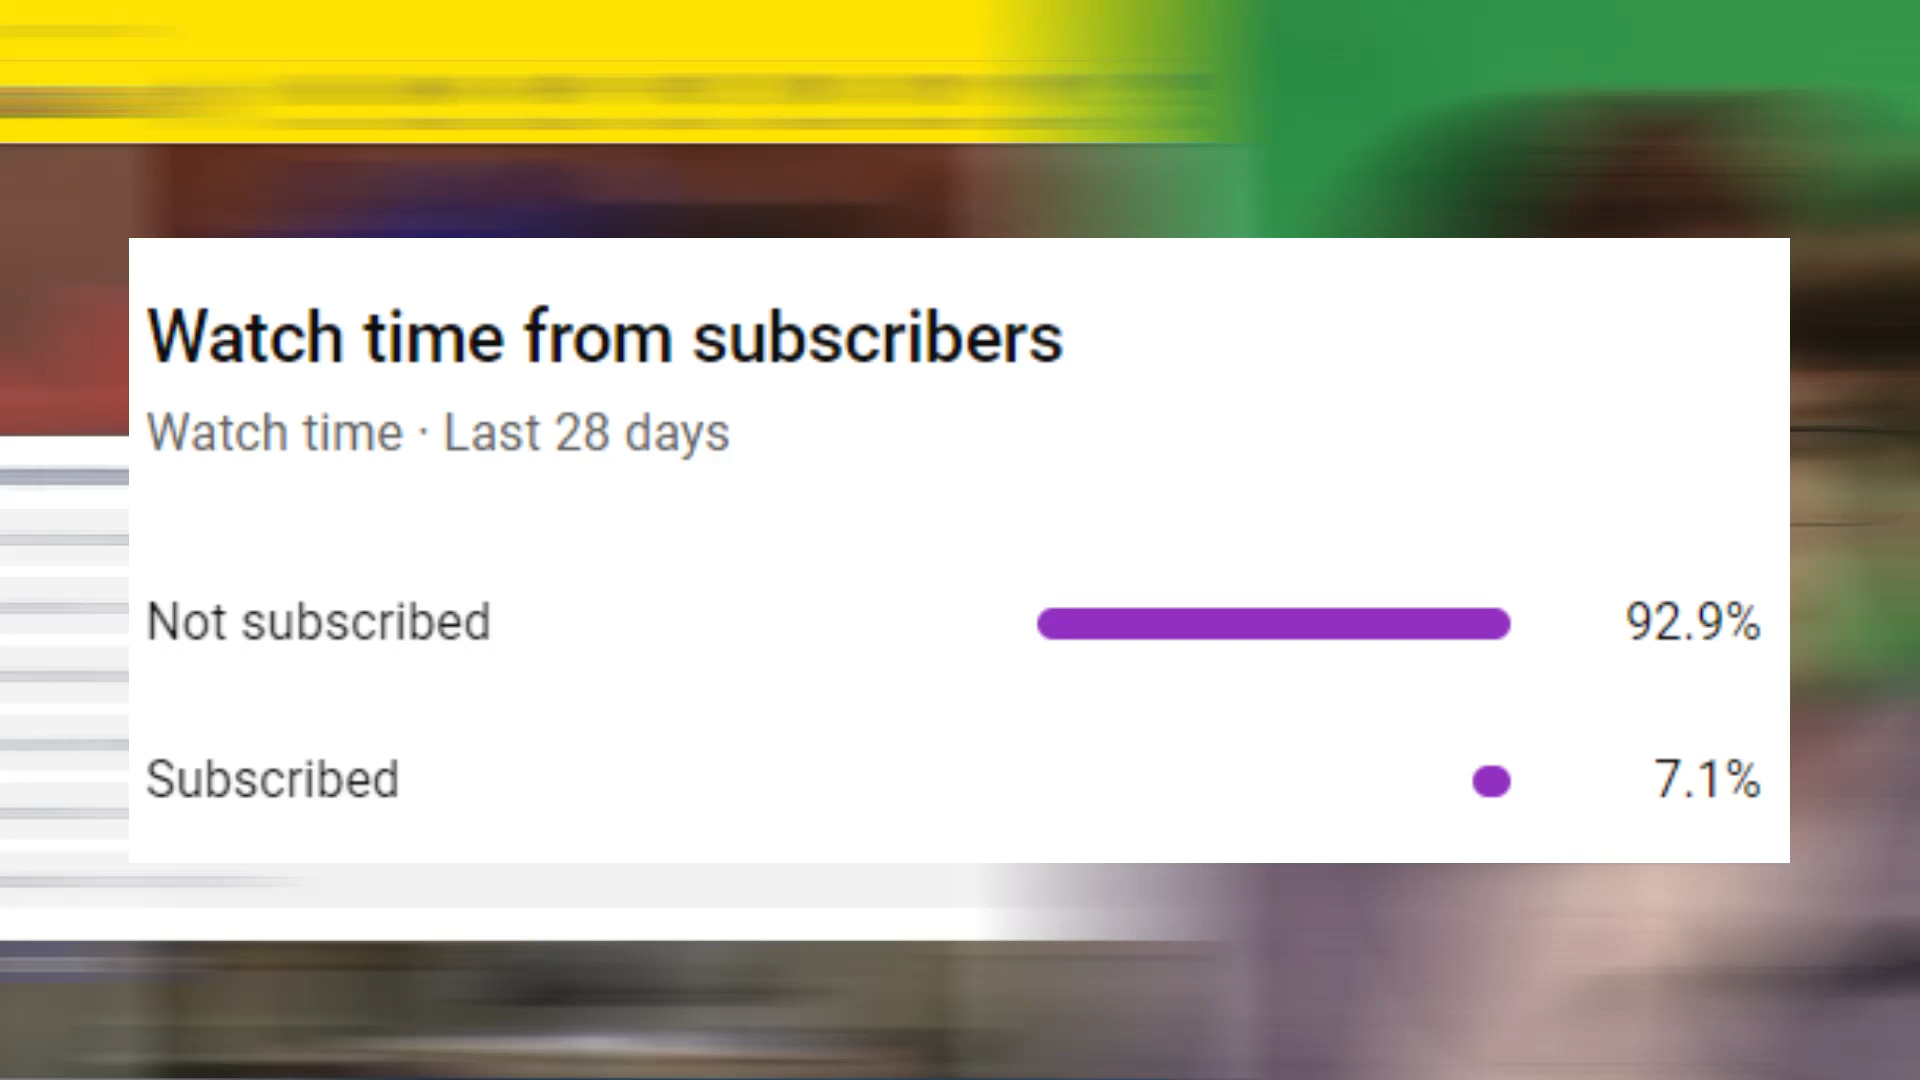 Watch time from subscribers
Watch time · Last 28 days
Not subscribed 92.9%
Subscribed 7.1%